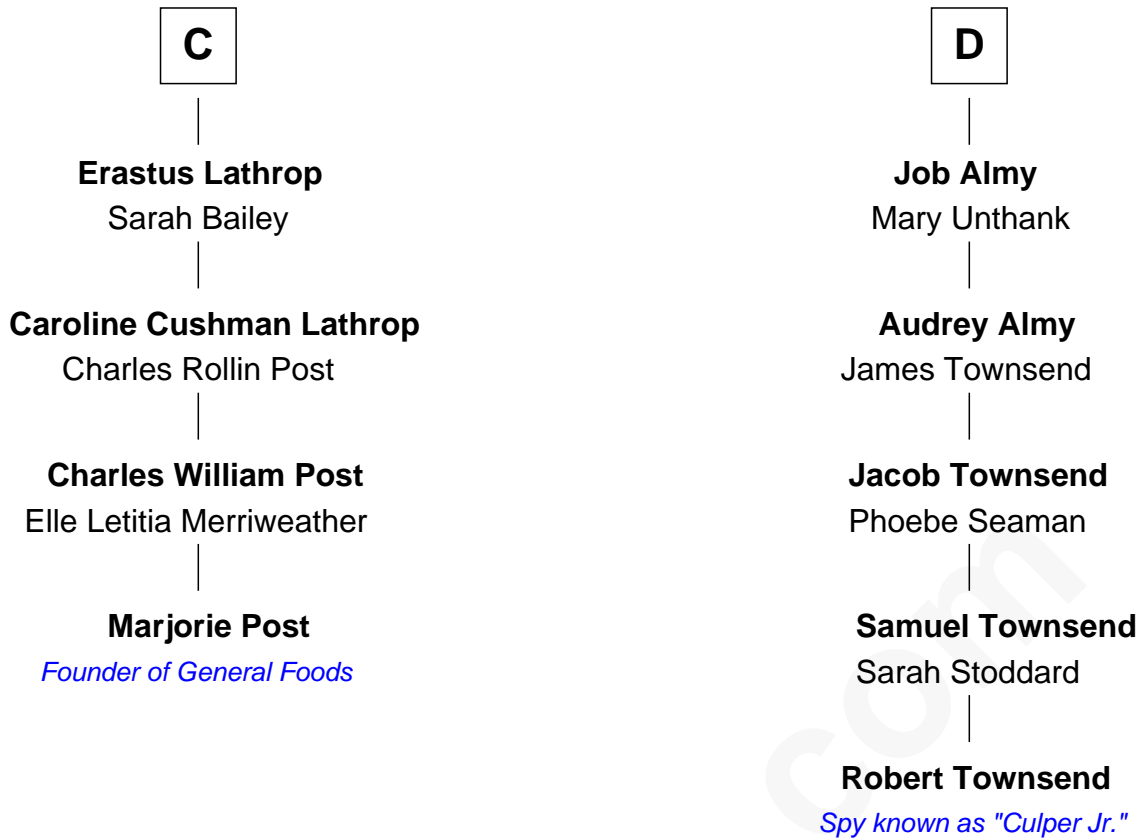 C
Erastus Lathrop
Sarah Bailey
Caroline Cushman Lathrop
Charles Rollin Post
Charles William Post
Elle Letitia Merriweather
Marjorie Post
Founder of General Foods
D
Job Almy
Mary Unthank
Audrey Almy
James Townsend
Jacob Townsend
Phoebe Seaman
Samuel Townsend
Sarah Stoddard
Robert Townsend
Spy known as "Culper Jr."
com